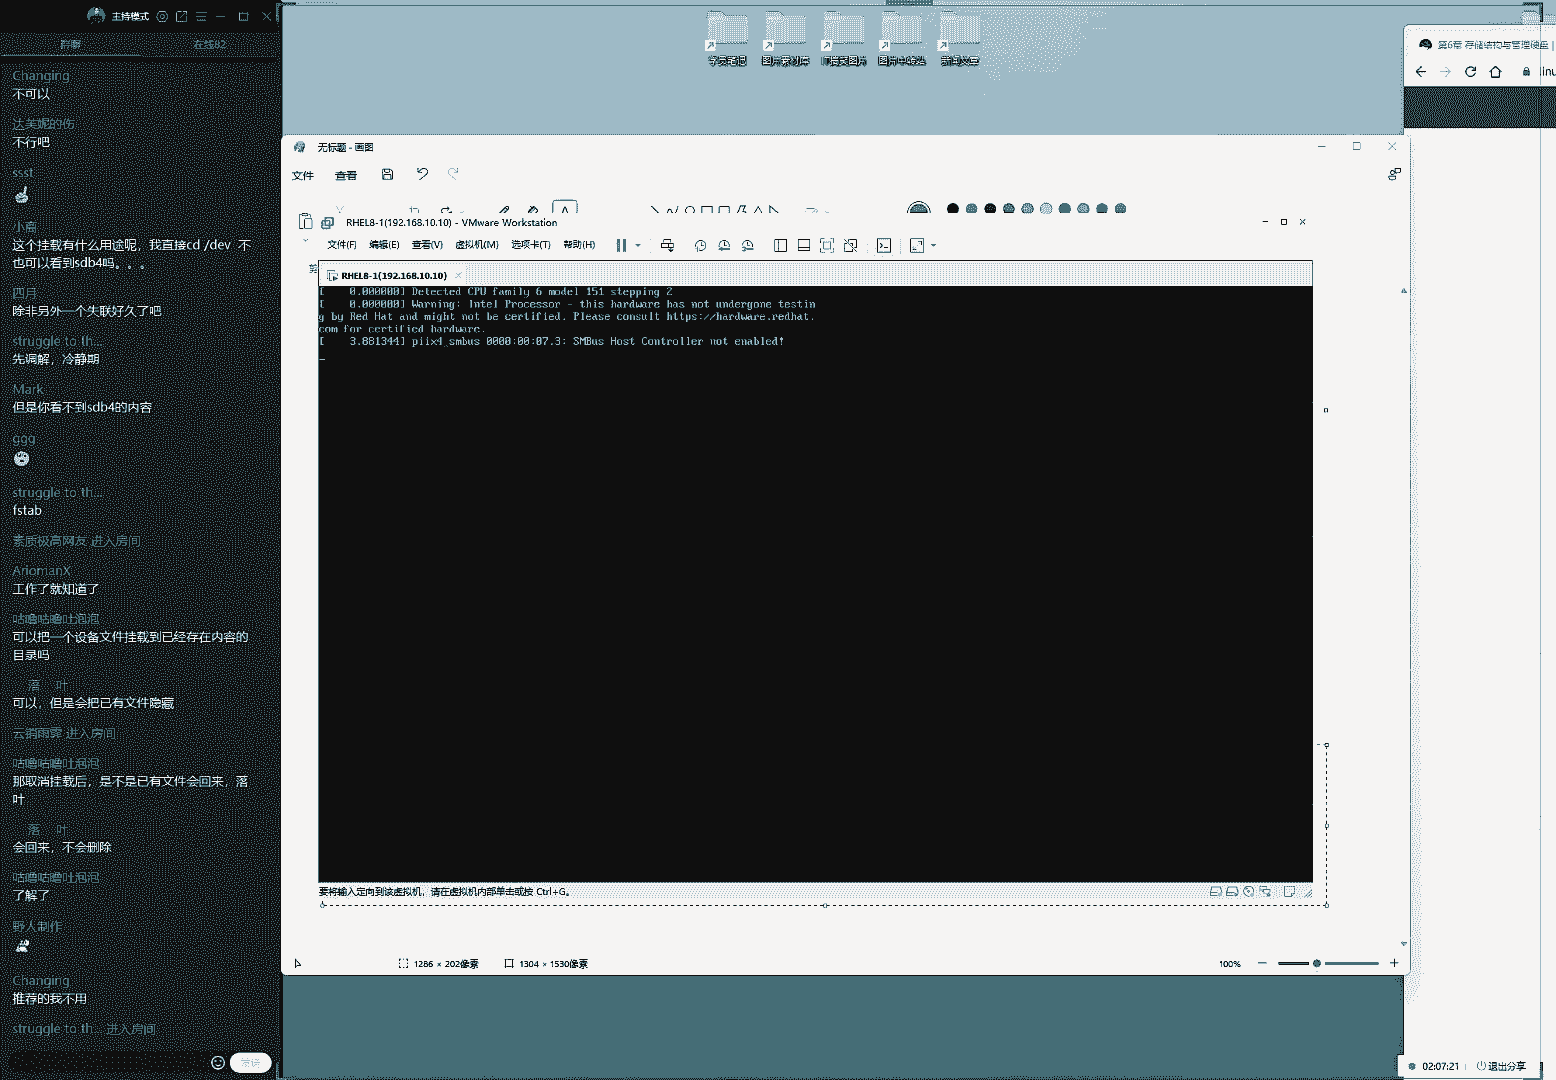 主持模式
群聊
在线82
Changing
不可以
达芙妮的伤
不行吧
ssst
这个挂载有什么用途呢，我直接cd /dev 不
也可以看到sdb4吗。。。
四月
除非另外一个失联好久了吧
struggle to th...
先调解，冷静期
Mark
但是你看不到sdb4的内容
ggg
struggle to th...
fstab
素质极高网友 进入房间
AriomanX
工作了就知道了
咕噜咕噜吐泡泡
可以把一个设备文件挂载到已经存在内容的
目录吗
落 叶
可以，但是会把已有文件隐藏
云消雨霁 进入房间
咕噜咕噜吐泡泡
那取消挂载后，是不是已有文件会回来，落
叶
落 叶
会回来，不会删除
咕噜咕噜吐泡泡
了解了
野人制作
Changing
推荐的我不用
struggle to th... 进入房间
发送
学员笔记
图片素材库
新闻文章
第6章 存储结构与管理硬盘 |
linu
无标题 - 画图
文件
查看
RHEL8-1(192.168.10.10) - VMware Workstation
文件(F)
编辑(E)
查看(V)
虚拟机(M)
选项卡(T)
帮助(H)
剪
RHEL8-1(192.168.10.10)
[    0.000000] Detected CPU family 6 model 151 stepping 2
[    0.000000] Warning: Intel Processor - this hardware has not undergone testin
g by Red Hat and might not be certified. Please consult https://hardware.redhat.
com for certified hardware.
[    3.881344] piix4_smbus 0000:00:07.3: SMBus Host Controller not enabled!
要将输入定向到该虚拟机，请在虚拟机内部单击或按 Ctrl+G。
1286 × 202像素
1304 × 1530像素
100%
02:07:21
退出分享